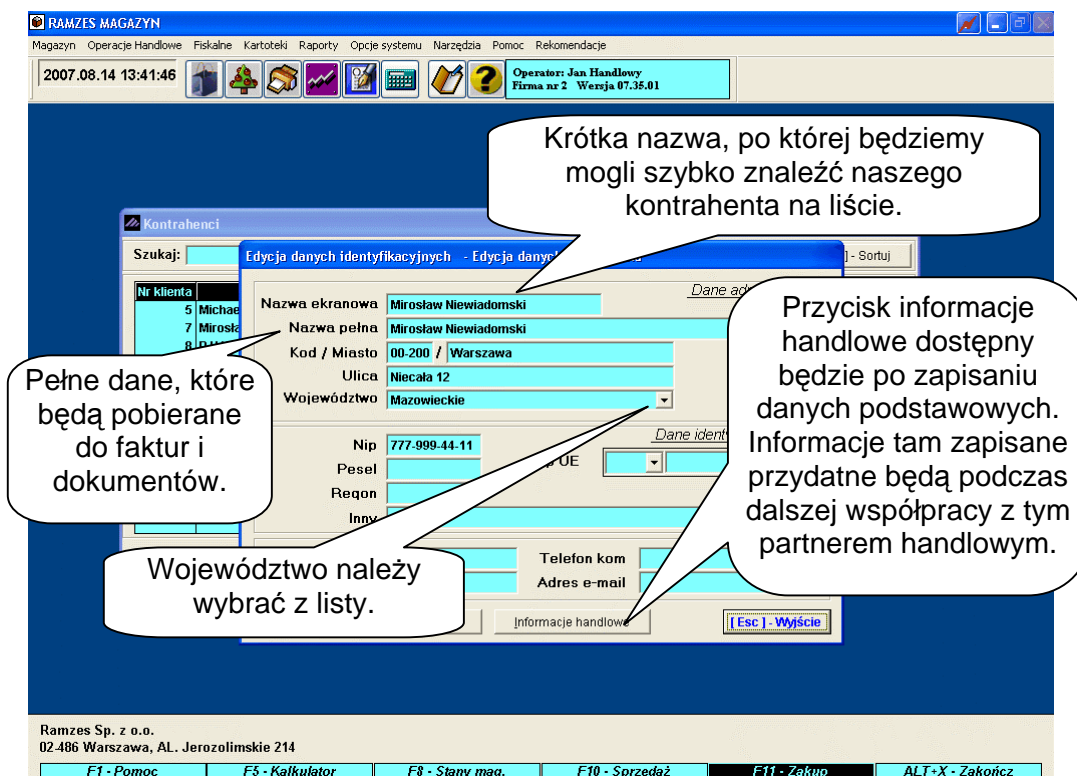 RAMZES MAGAZYN
Magazyn Operacje Handlowe Fiskalne Kartoteki Raporty Opcje systemu Narzędzia Pomoc Rekomendacje
2007.08.14 13:41:46
Operator: Jan Handlowy
Firma nr 2 Wersja 07.35.01
Krótka nazwa, po której będziemy
mogli szybko znaleźć naszego
kontrahenta na liście.
Kontrahenci
Szukaj:
] - Sortuj
Edycja danych identyfikacyjnych - Edycja
Nr klienta
5 Michae
7 Mirosła
8
Dane
Nazwa ekranowa Mirosław Niewiadomski
Nazwa pełna Mirosław Niewiadomski
Kod / Miasto 00-200 / Warszawa
Ulica Niecała 12
Województwo Mazowieckie
Pełne dane, które
będą pobierane
do faktur i
dokumentów.
Przycisk informacje
handlowe dostępny
będzie po zapisaniu
danych podstawowych.
Informacje tam zapisane
przydatne będą podczas
dalszej współpracy z tym
partnerem handlowym.
Dane
Nip 777-999-44-11
UE
Pesel
Regon
Inny
Województwo należy
wybrać z listy.
Telefon kom
Adres e-mail
Informacje handlowe
[ Esc ] - Wyjście
Ramzes Sp. z o.o.
02-486 Warszawa, AL. Jerozolimskie 214
F1 - Pomoc F5 - Kalkulator F8 - Stany mag. F10 - Sprzedaż F11 - Zakup ALT+X - Zakończ